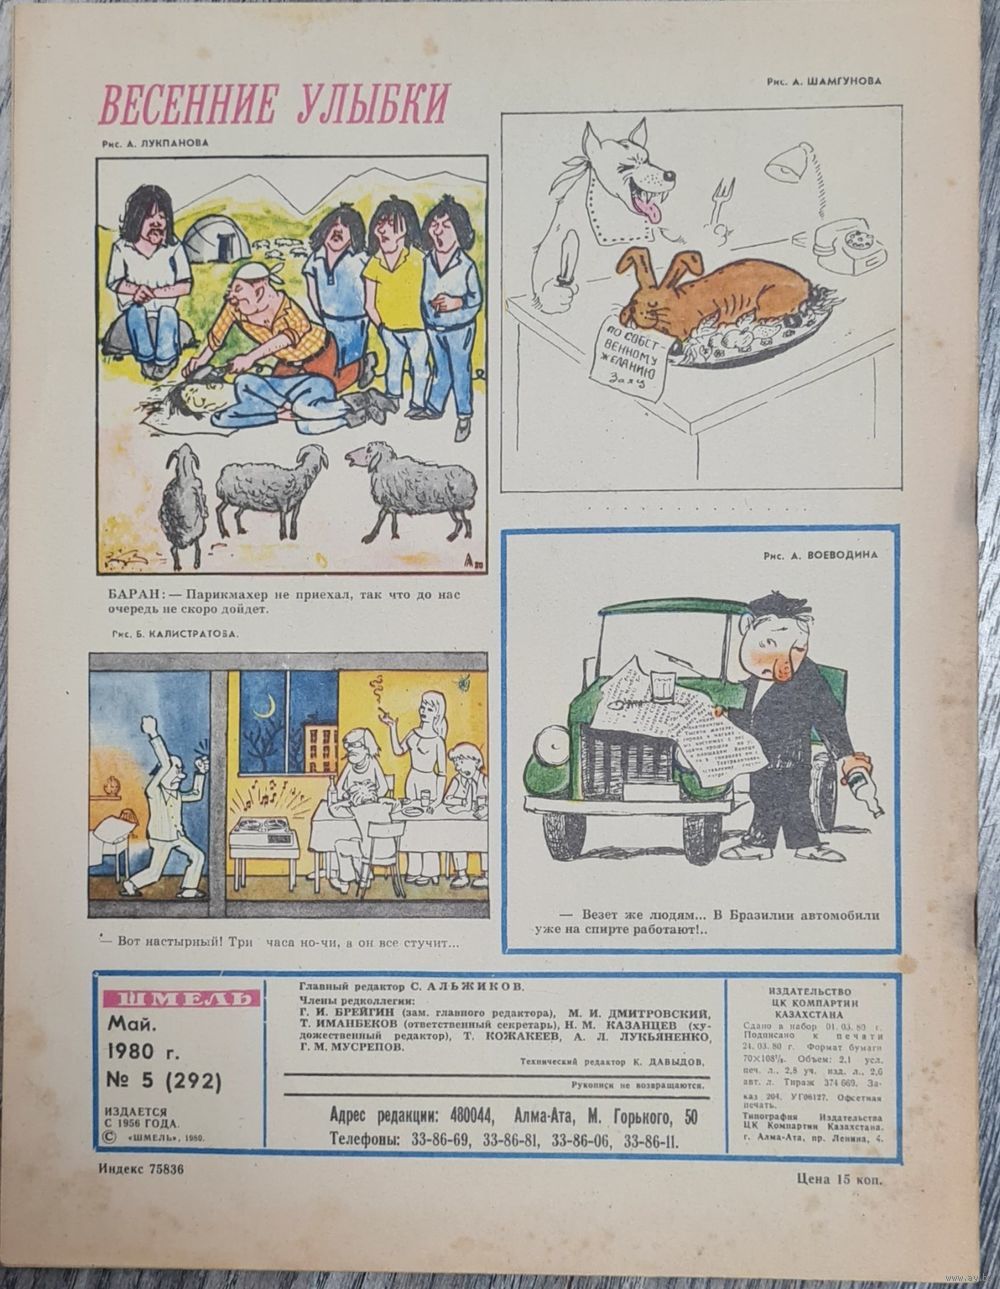 ВЕСЕННИЕ УЛЫБКИ
Рис. А. ЛУКПАНОВА
Рис. А. ШАМГУНОВА
ПО СОБСТ-
ВЕННОМУ
ЖЕЛАНИЮ
Заяц
БАРАН: — Парикмахер не приехал, так что до нас
очередь не скоро дойдет.
Рис. Б. КАЛИСТРАТОВА.
— Вот настырный! Три часа но-чи, а он все стучит...
Рис. А. ВОЕВОДИНА
— Везет же людям... В Бразилии автомобили
уже на спирте работают!..
ШМЕЛЬ
Май.
1980 г.
№ 5 (292)
ИЗДАЕТСЯ
С 1956 ГОДА.
© «ШМЕЛЬ», 1980.
Главный редактор С. АЛЬЖИКОВ.
Члены редколлегии:
Г. И. БРЕЙГИН (зам. главного редактора), М. И. ДМИТРОВСКИЙ,
Т. ИМАНБЕКОВ (ответственный секретарь), Н. М. КАЗАНЦЕВ (ху-
дожественный редактор), Т. КОЖАКЕЕВ, А. Л. ЛУКЬЯНЕНКО,
Г. М. МУСРЕПОВ.
Технический редактор К. ДАВЫДОВ.
Рукописи не возвращаются.
Адрес редакции: 480044, Алма-Ата, М. Горького, 50
Телефоны: 33-86-69, 33-86-81, 33-86-06, 33-86-11.
ИЗДАТЕЛЬСТВО
ЦК КОМПАРТИИ
КАЗАХСТАНА
Сдано в набор 01.03.80 г.
Подписано к печати
24.03.80 г. Формат бумаги
70×108⅛. Объем: 2,1 усл.
печ. л., 2,8 уч. изд. л., 2,6
авт. л. Тираж 374 669. За-
каз 204. УГ06127. Офсетная
печать.
Типография Издательства
ЦК Компартии Казахстана.
г. Алма-Ата, пр. Ленина, 4.
Индекс 75836
Цена 15 коп.